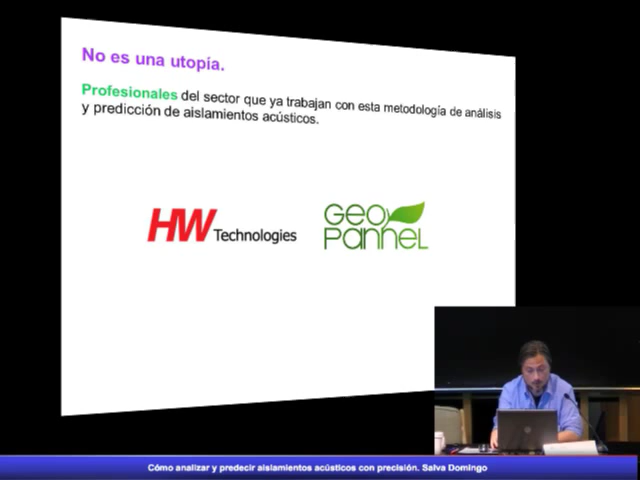 No es una utopía.
Profesionales del sector que ya trabajan con esta metodología de análisis
y predicción de aislamientos acústicos.
HW Technologies
GEO
PANNEL
Cómo analizar y predecir aislamientos acústicos con precisión. Salva Domingo